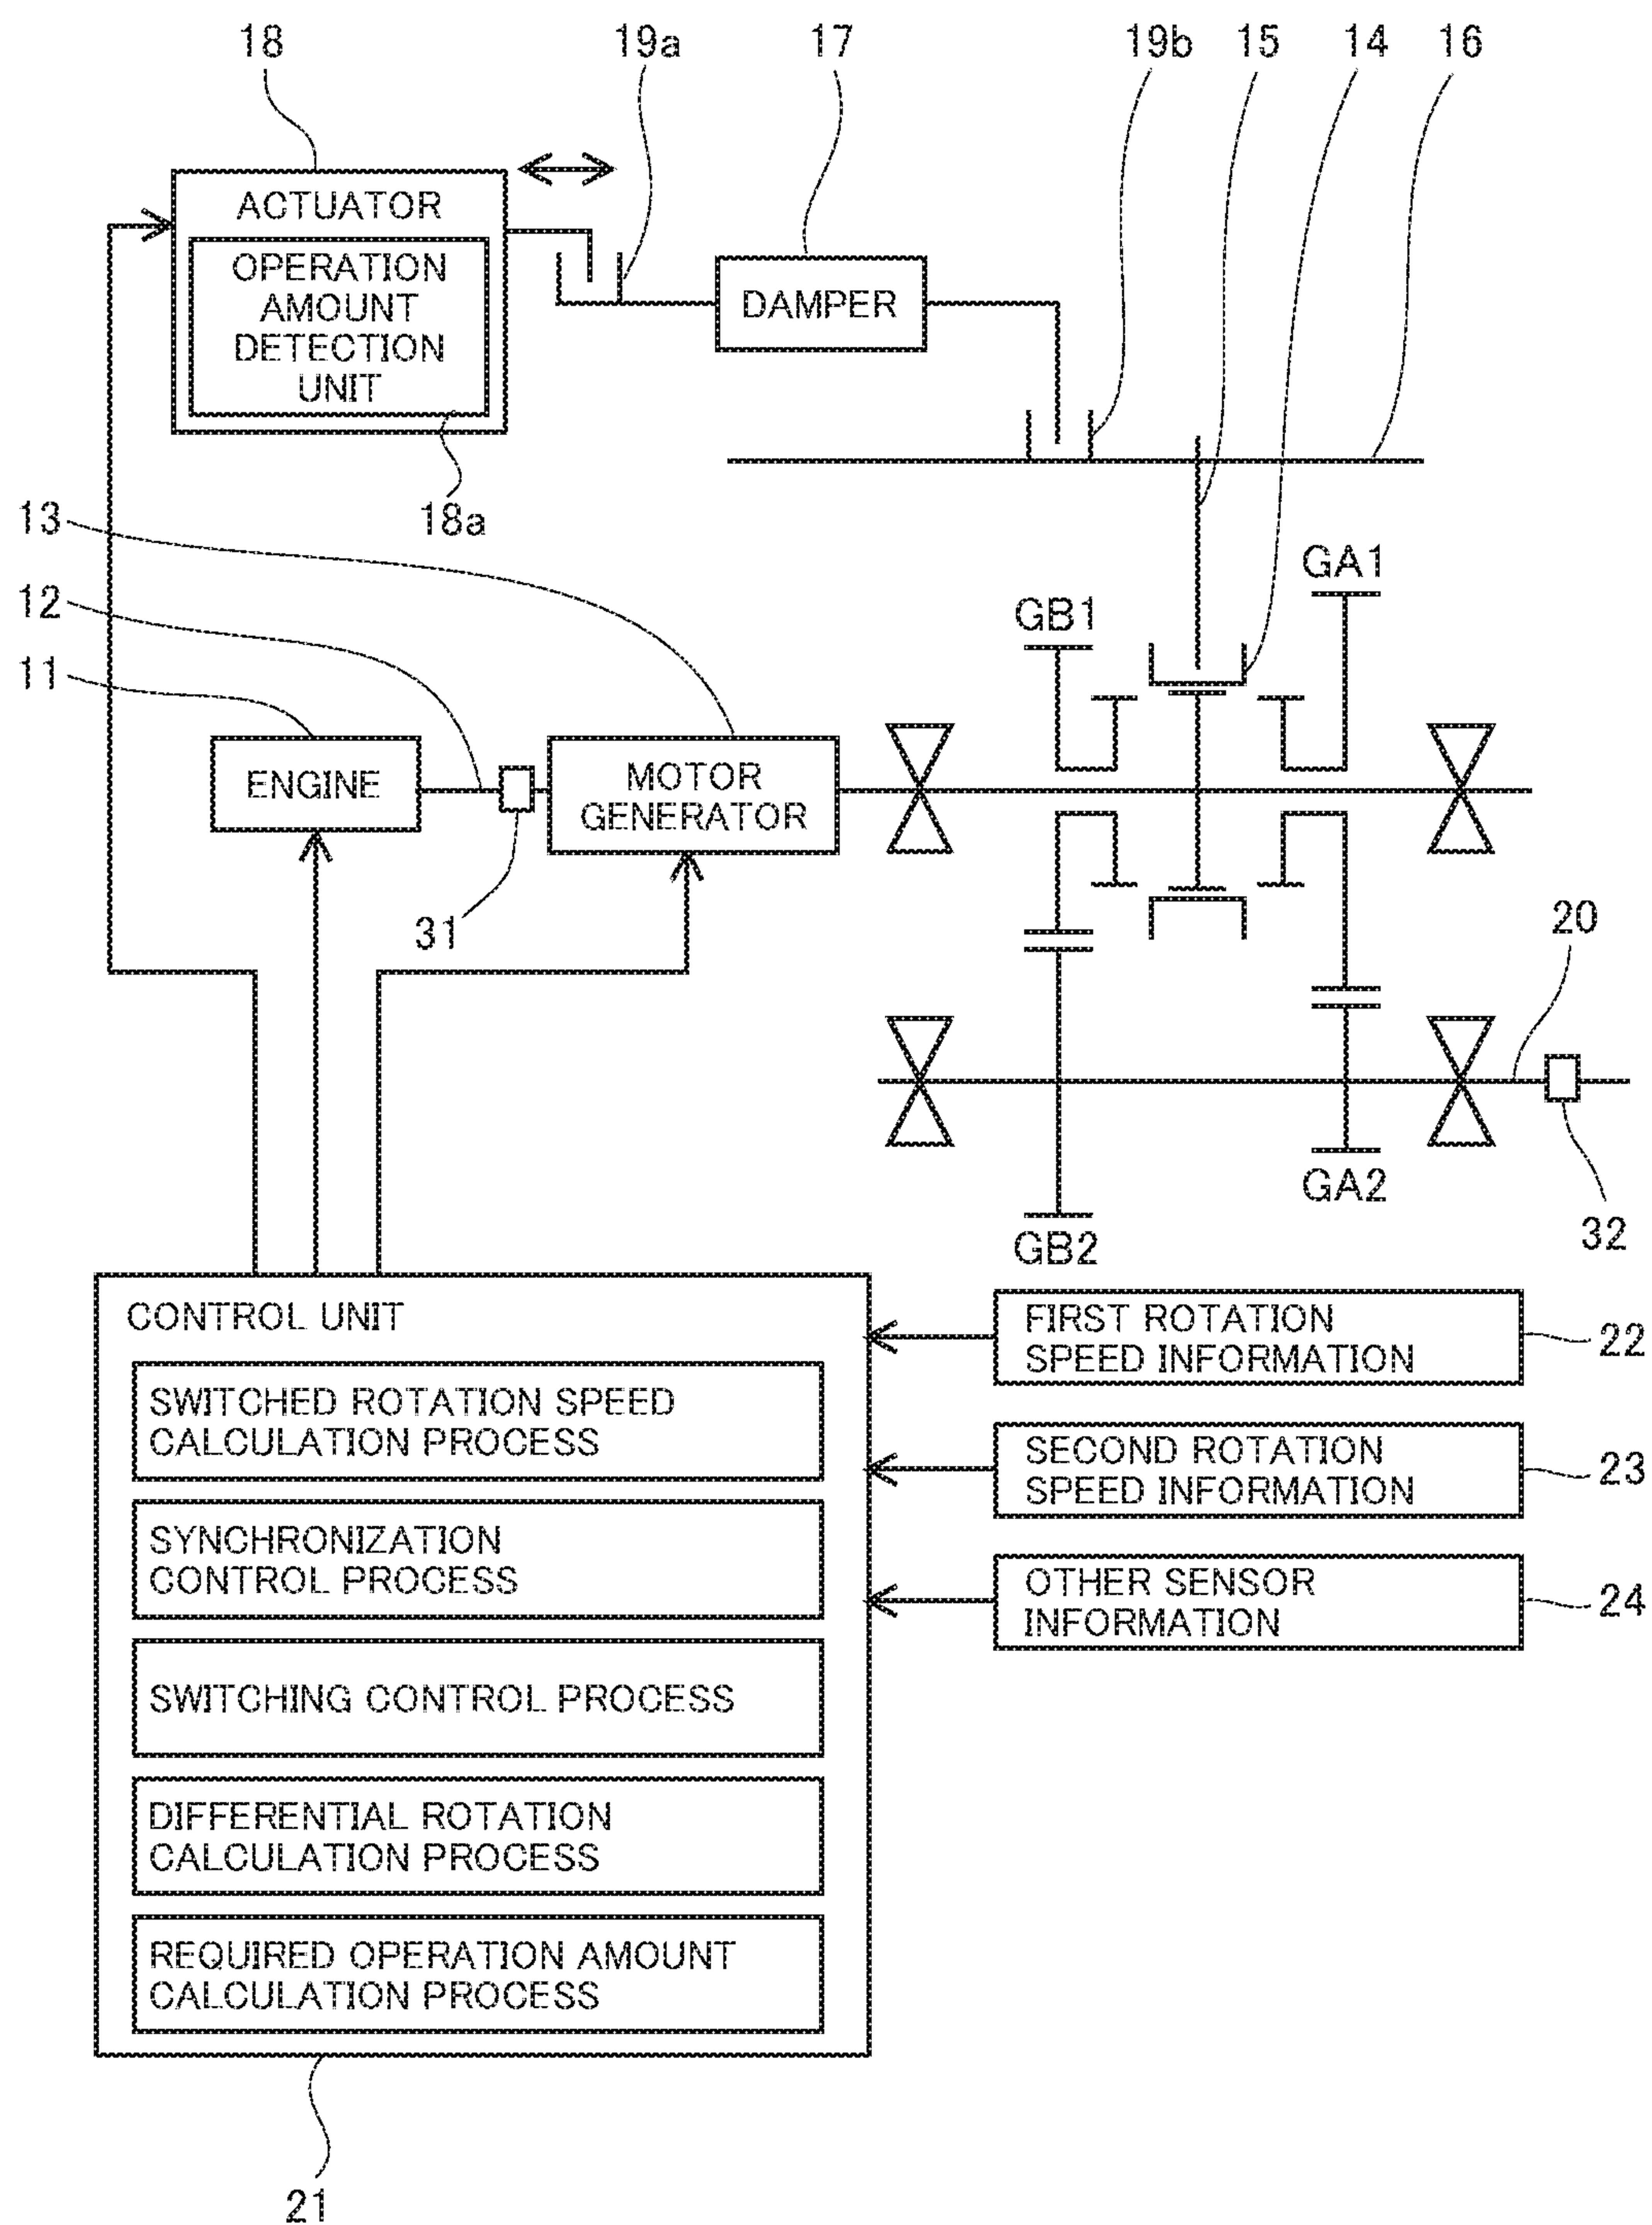 18
19a
17
19b
15
14
16
ACTUATOR
OPERATION
AMOUNT
DETECTION
UNIT
DAMPER
18a
13
12
11
GA1
GB1
ENGINE
MOTOR
GENERATOR
31
20
GA2
32
GB2
CONTROL UNIT
SWITCHED ROTATION SPEED
CALCULATION PROCESS
SYNCHRONIZATION
CONTROL PROCESS
SWITCHING CONTROL PROCESS
DIFFERENTIAL ROTATION
CALCULATION PROCESS
REQUIRED OPERATION AMOUNT
CALCULATION PROCESS
FIRST ROTATION
SPEED INFORMATION
22
SECOND ROTATION
SPEED INFORMATION
23
OTHER SENSOR
INFORMATION
24
21